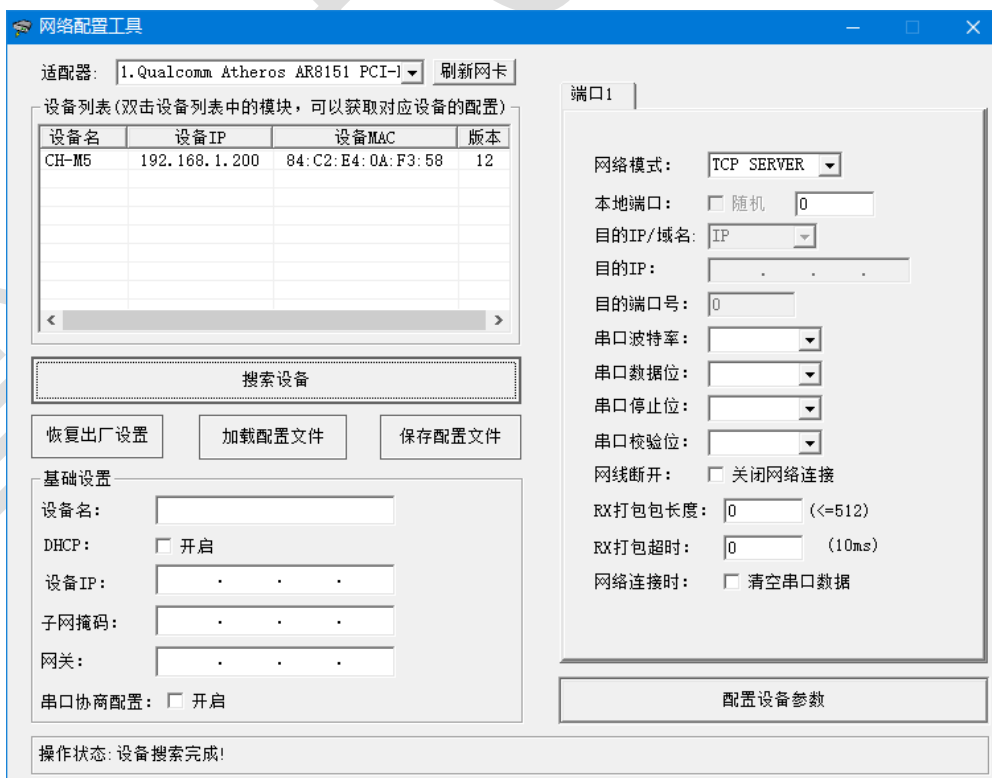 网络配置工具
适配器: 1.Qualcomm Atheros AR8151 PCI-1 刷新网卡
设备列表(双击设备列表中的模块,可以获取对应设备的配置)
设备名 设备IP 设备MAC 版本
CH-M5 192.168.1.200 84:C2:E4:0A:F3:58 12
搜索设备
恢复出厂设置 加载配置文件 保存配置文件
基础设置
设备名:
DHCP: 开启
设备IP: . . .
子网掩码: . . .
网关: . . .
串口协商配置: 开启
端口1
网络模式: TCP SERVER
本地端口: 随机 0
目的IP/域名: IP
目的IP: . . .
目的端口号: 0
串口波特率:
串口数据位:
串口停止位:
串口校验位:
网线断开: 关闭网络连接
RX打包包长度: 0 (<=512)
RX打包超时: 0 (10ms)
网络连接时: 清空串口数据
配置设备参数
操作状态:设备搜索完成!